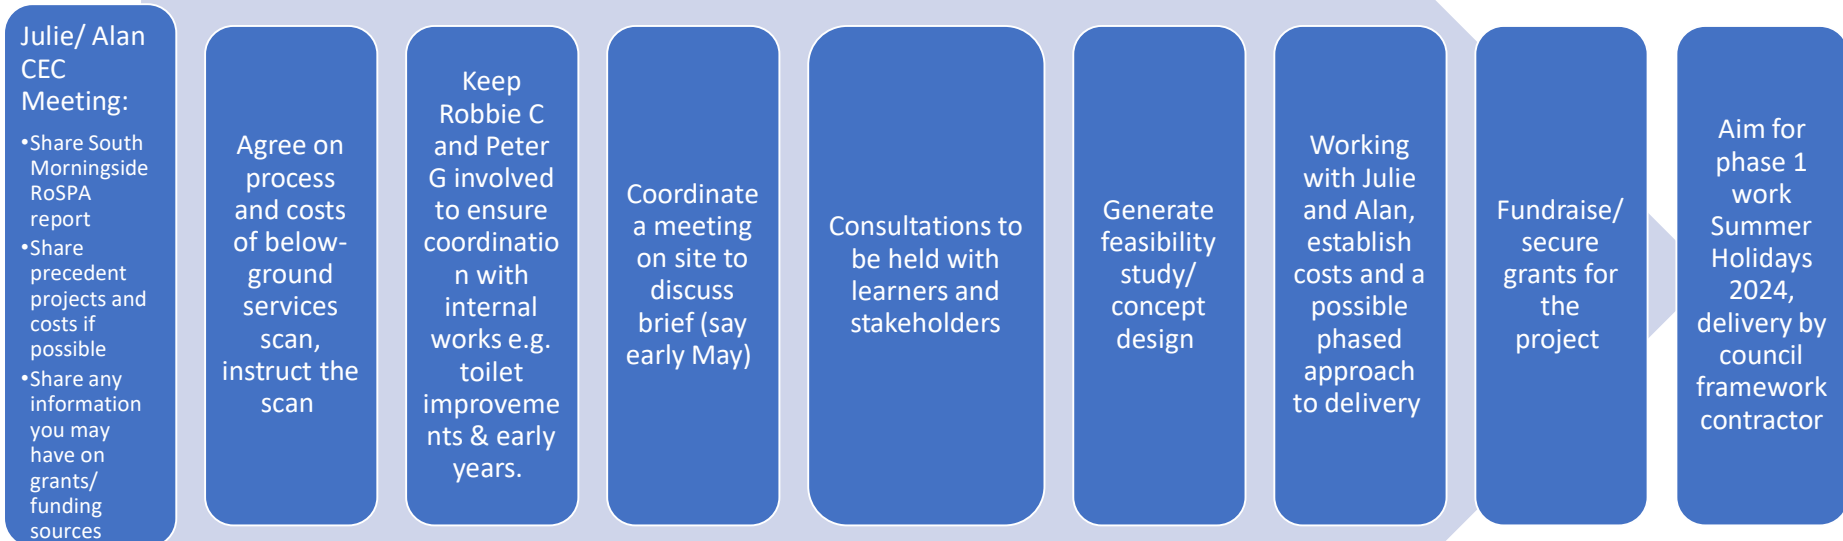 Julie/ Alan
CEC
Meeting:
•Share South
Morningside
RoSPA
report
•Share
precedent
projects and
costs if
possible
•Share any
information
you may
have on
grants/
funding
sources
Agree on
process
and costs
of below-
ground
services
scan,
instruct the
scan
Keep
Robbie C
and Peter
G involved
to ensure
coordinatio
n with
internal
works e.g.
toilet
improveme
nts & early
years.
Coordinate
a meeting
on site to
discuss
brief (say
early May)
Consultations to
be held with
learners and
stakeholders
Generate
feasibility
study/
concept
design
Working
with Julie
and Alan,
establish
costs and a
possible
phased
approach
to delivery
Fundraise/
secure
grants for
the
project
Aim for
phase 1
work
Summer
Holidays
2024,
delivery by
council
framework
contractor